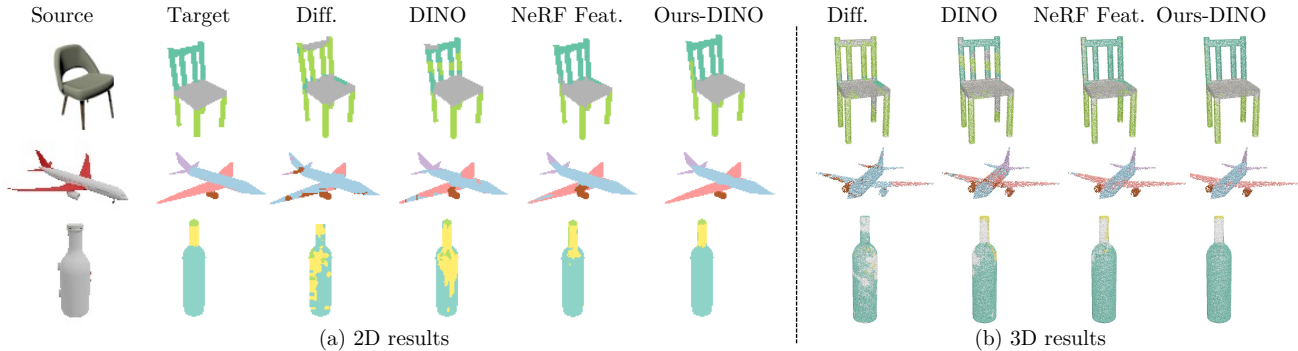 Source Target Diff. DINO NeRF Feat. Ours-DINO Diff. DINO NeRF Feat. Ours-DINO
(a) 2D results (b) 3D results